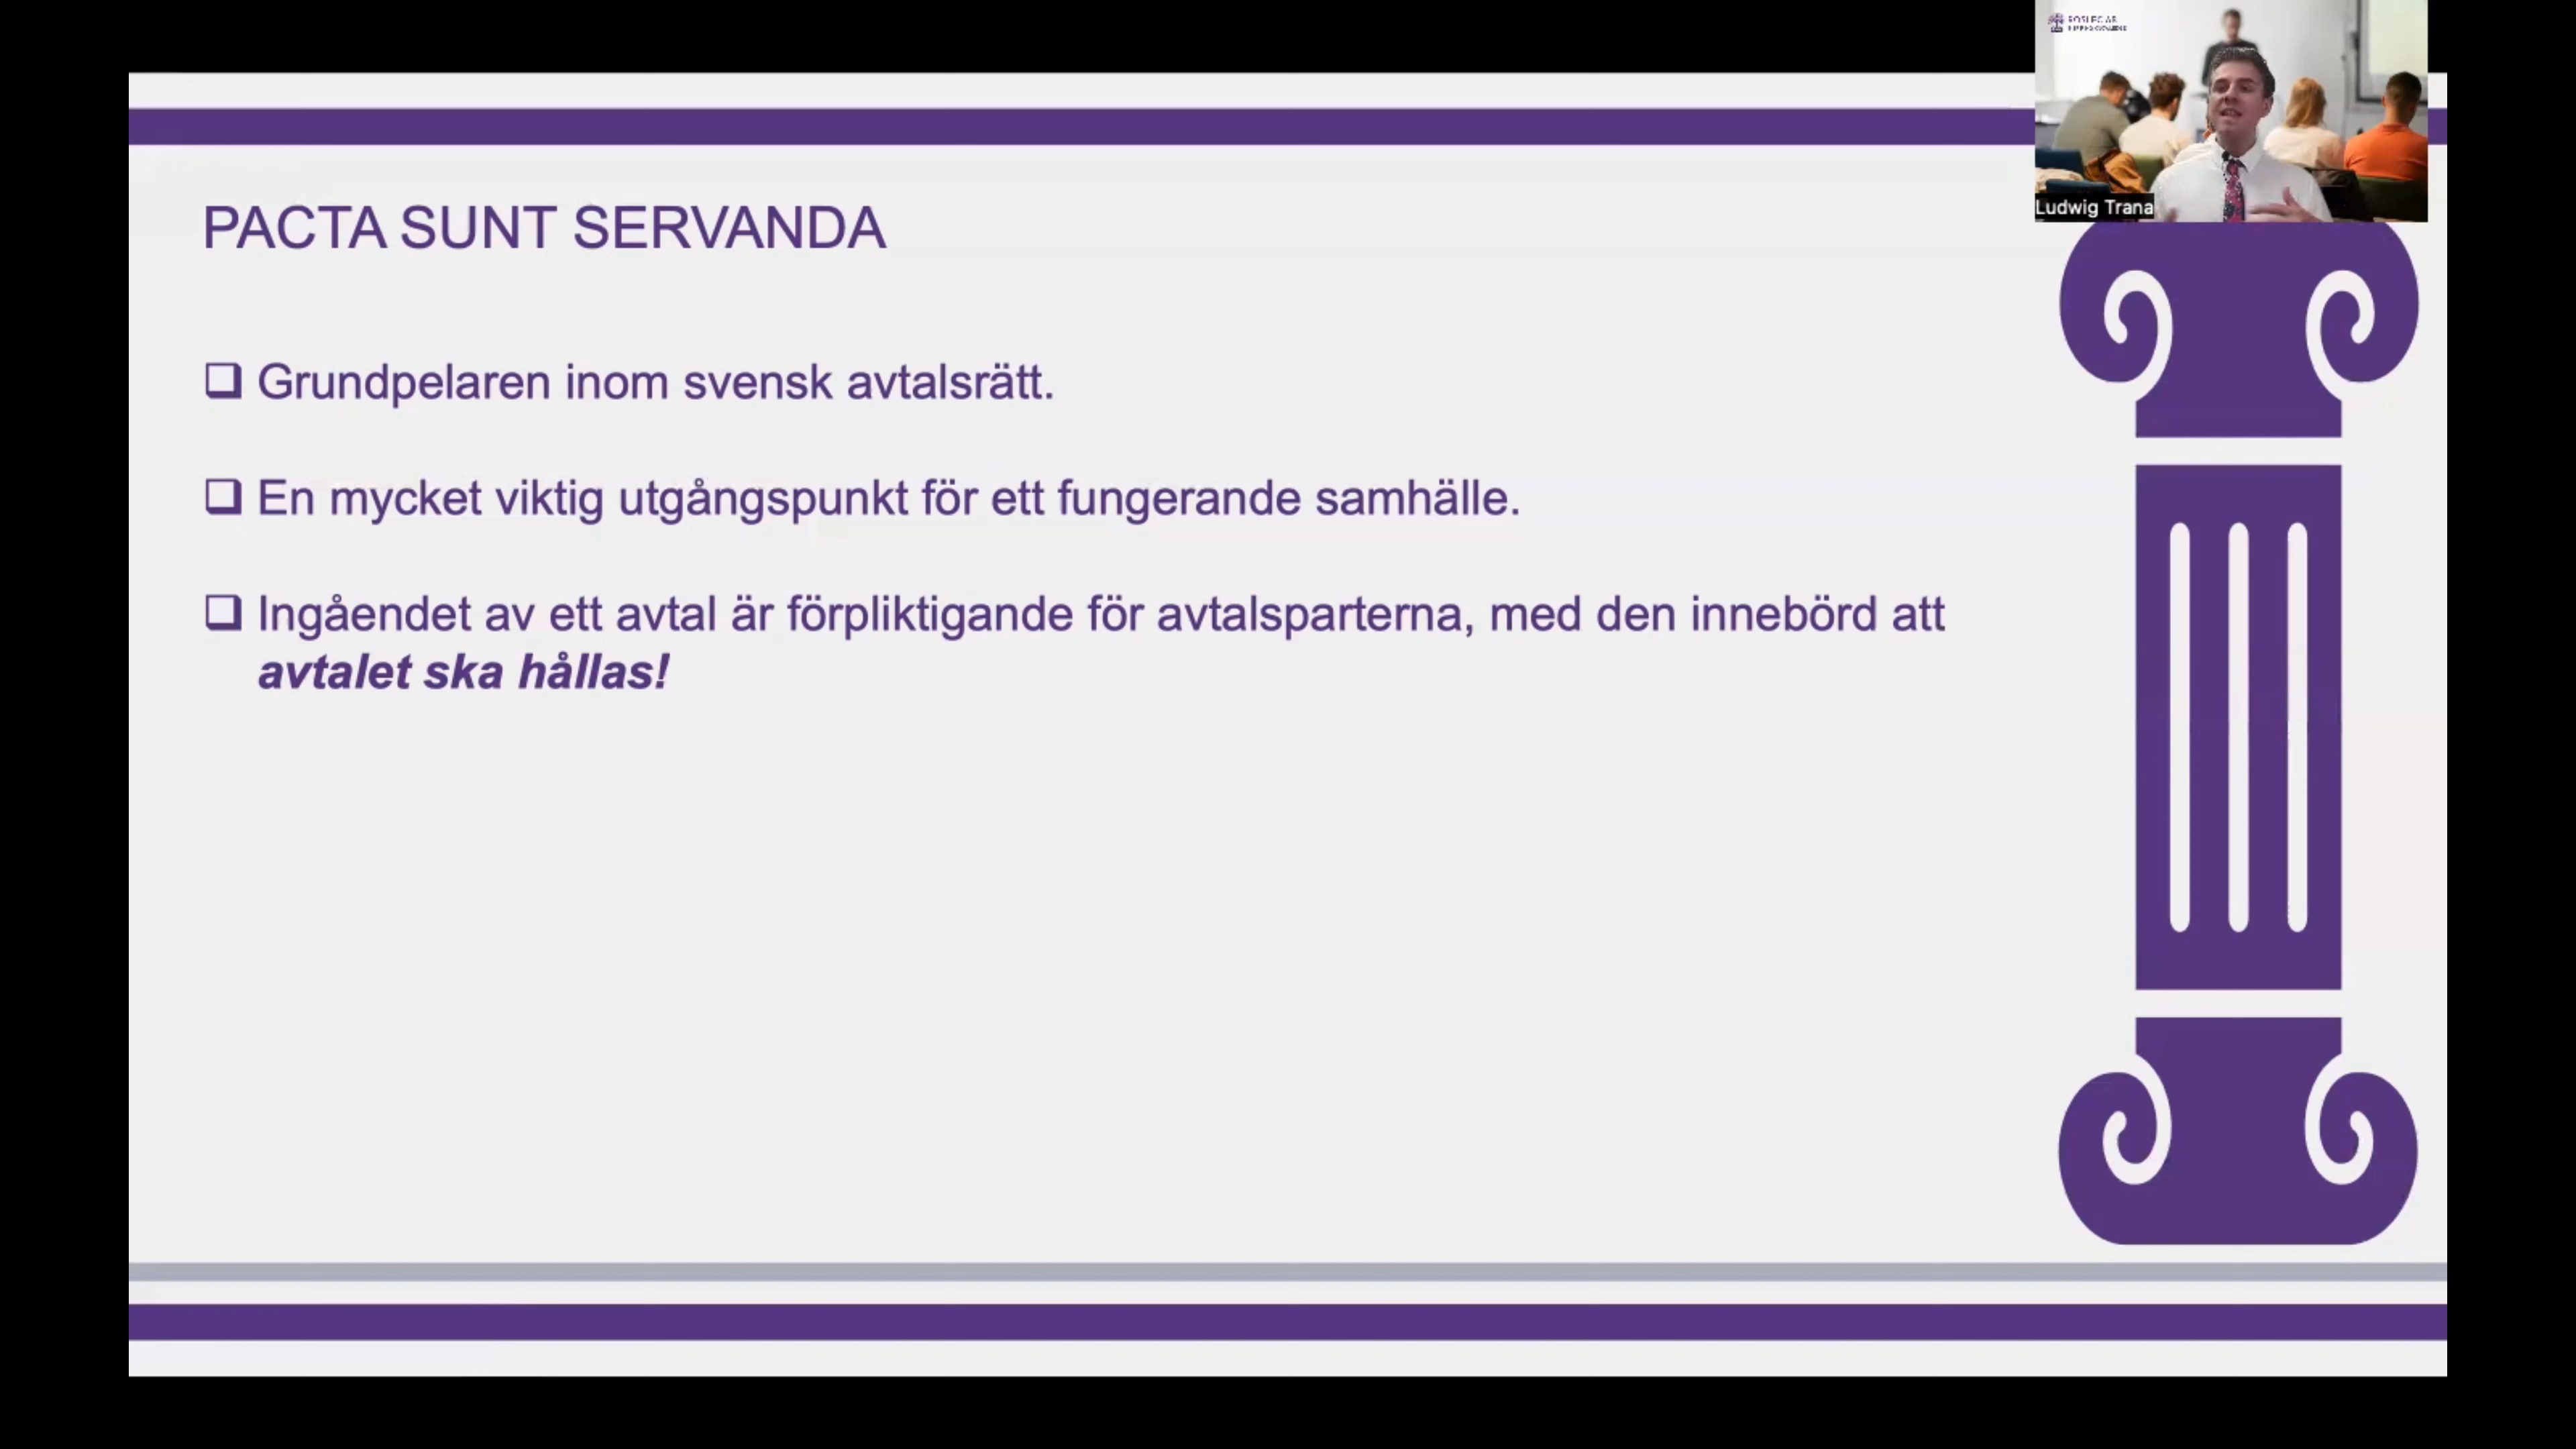 PACTA SUNT SERVANDA
Grundpelaren inom svensk avtalsrätt.
En mycket viktig utgångspunkt för ett fungerande samhälle.
Ingåendet av ett avtal är förpliktigande för avtalsparterna, med den innebörd att
avtalet ska hållas!
Ludwig Trana